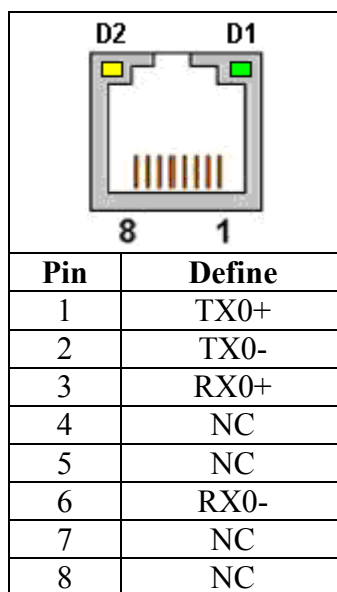 D2 D1
8 1
Pin Define
1 TX0+
2 TX0-
3 RX0+
4 NC
5 NC
6 RX0-
7 NC
8 NC